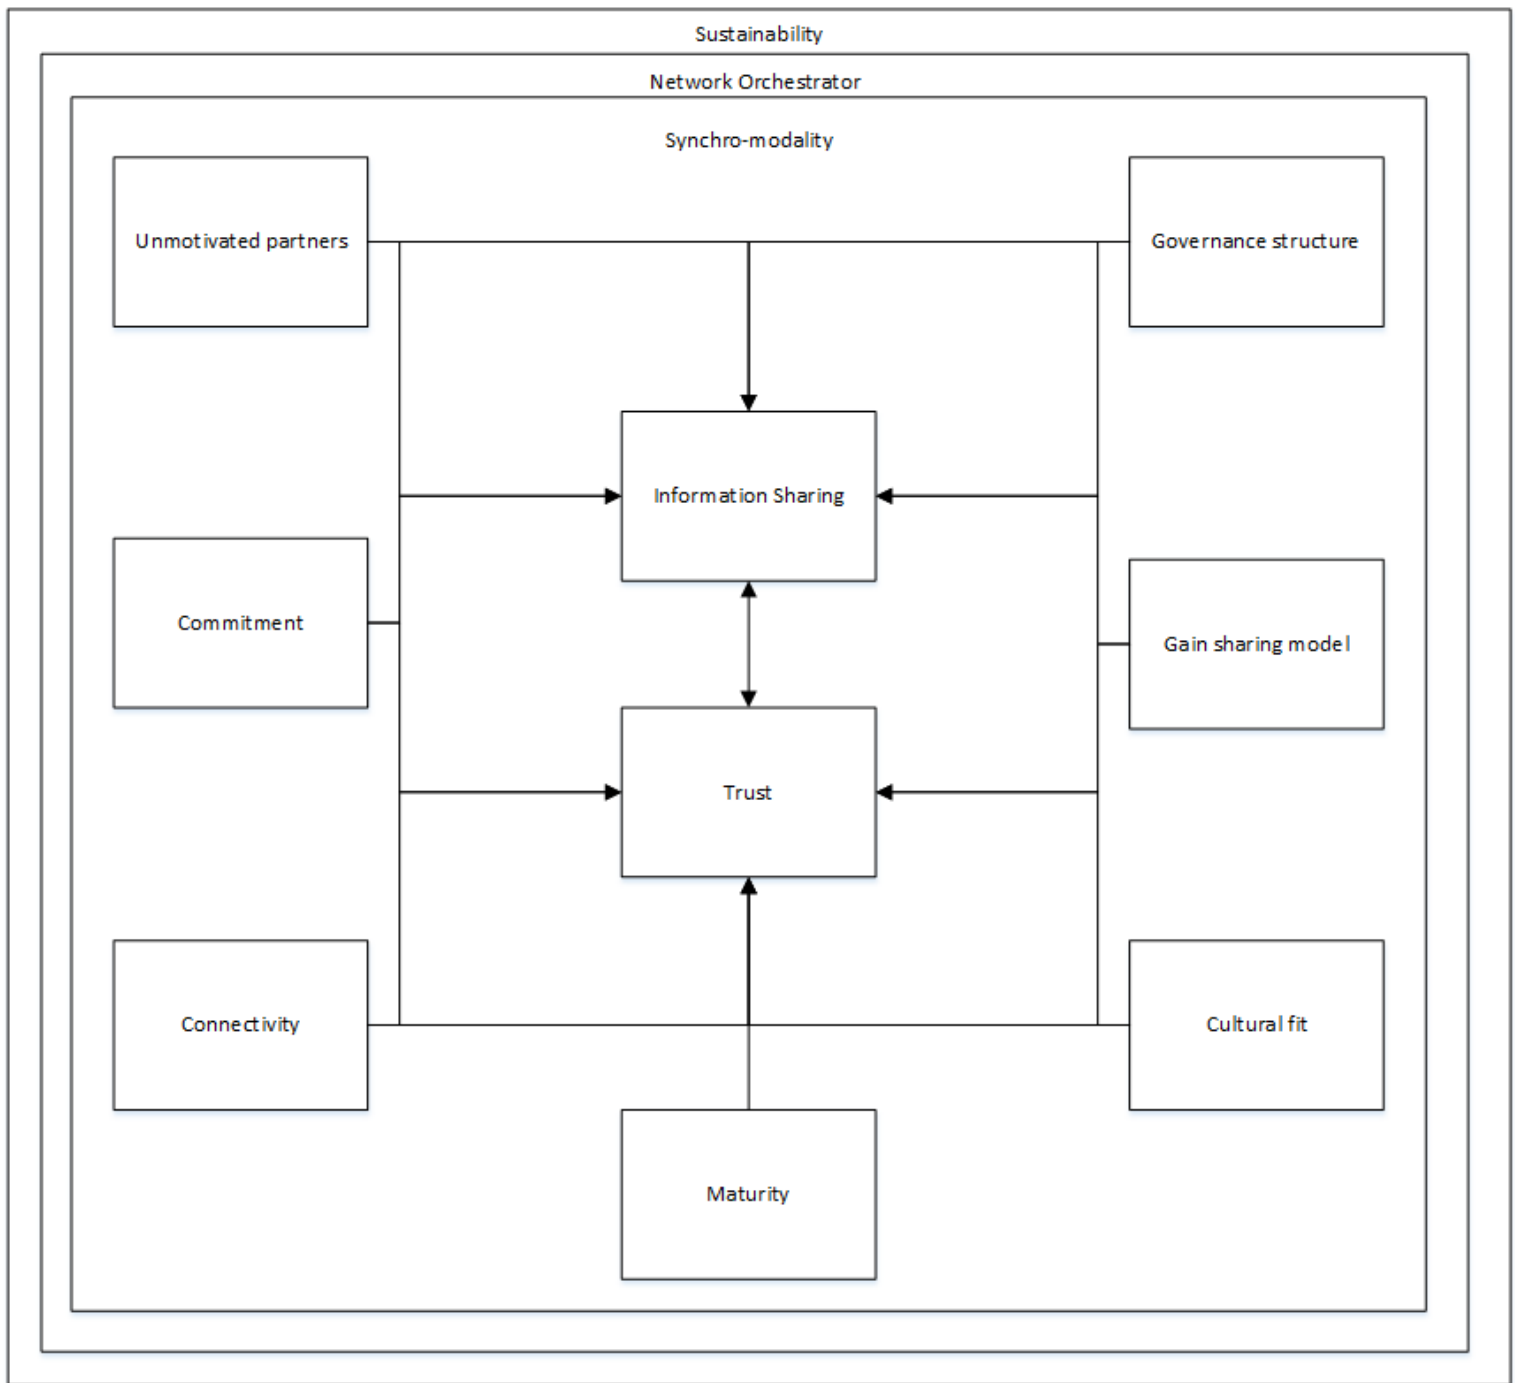 Sustainability
Network Orchestrator
Synchro-modality
Unmotivated partners
Governance structure
Information Sharing
Commitment
Gain sharing model
Trust
Connectivity
Cultural fit
Maturity